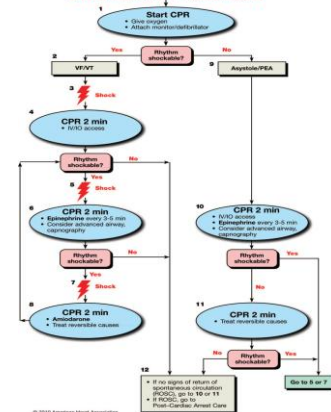 1
Start CPR
• Give oxygen
• Attach monitor/defibrillator
Yes
Rhythm
shockable?
No
2
VF/VT
9
Asystole/PEA
3
Shock
4
CPR 2 min
• IV/IO access
Rhythm
shockable?
No
Yes
5
Shock
6
CPR 2 min
• Epinephrine every 3-5 min
• Consider advanced airway,
capnography
Rhythm
shockable?
No
Yes
7
Shock
8
CPR 2 min
• Amiodarone
• Treat reversible causes
10
CPR 2 min
• IV/IO access
• Epinephrine every 3-5 min
• Consider advanced airway,
capnography
Rhythm
shockable?
Yes
No
11
CPR 2 min
• Treat reversible causes
No
Rhythm
shockable?
Yes
12
• If no signs of return of
spontaneous circulation
(ROSC), go to 10 or 11
• If ROSC, go to
Post–Cardiac Arrest Care
Go to 5 or 7
© 2010 American Heart Association